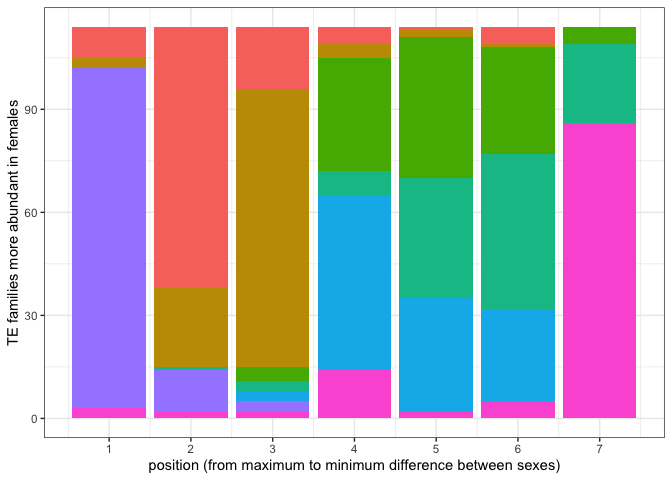 TE families more abundant in females
90
60
30
0
1 2 3 4 5 6 7
position (from maximum to minimum difference between sexes)